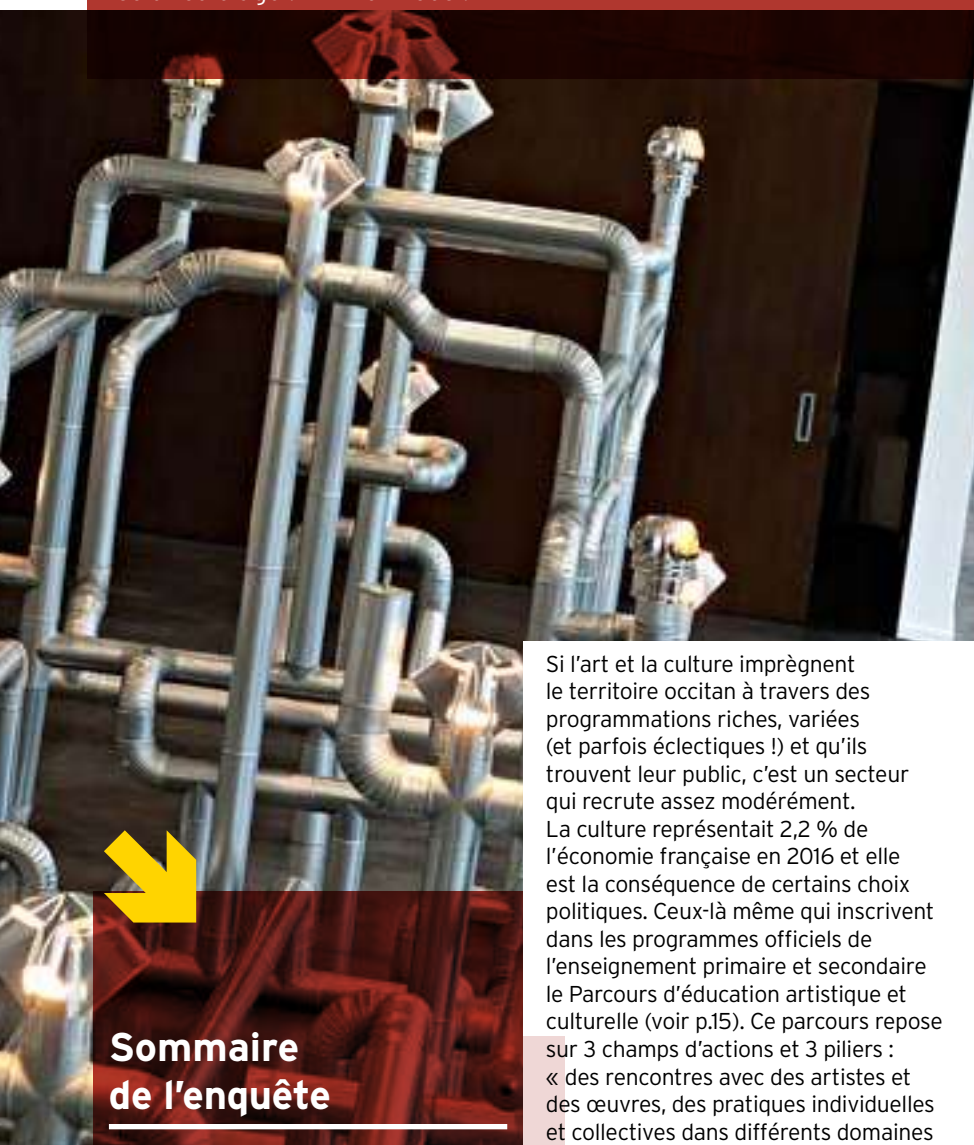 Si l'art et la culture imprègnent
le territoire occitan à travers des
programmations riches, variées
(et parfois éclectiques !) et qu'ils
trouvent leur public, c'est un secteur
qui recrute assez modérément.
La culture représentait 2,2 % de
l'économie française en 2016 et elle
est la conséquence de certains choix
politiques. Ceux-là même qui inscrivent
dans les programmes officiels de
l'enseignement primaire et secondaire
le Parcours d'éducation artistique et
culturelle (voir p.15). Ce parcours repose
sur 3 champs d'actions et 3 piliers :
« des rencontres avec des artistes et
des œuvres, des pratiques individuelles
et collectives dans différents domaines
Sommaire
de l'enquête